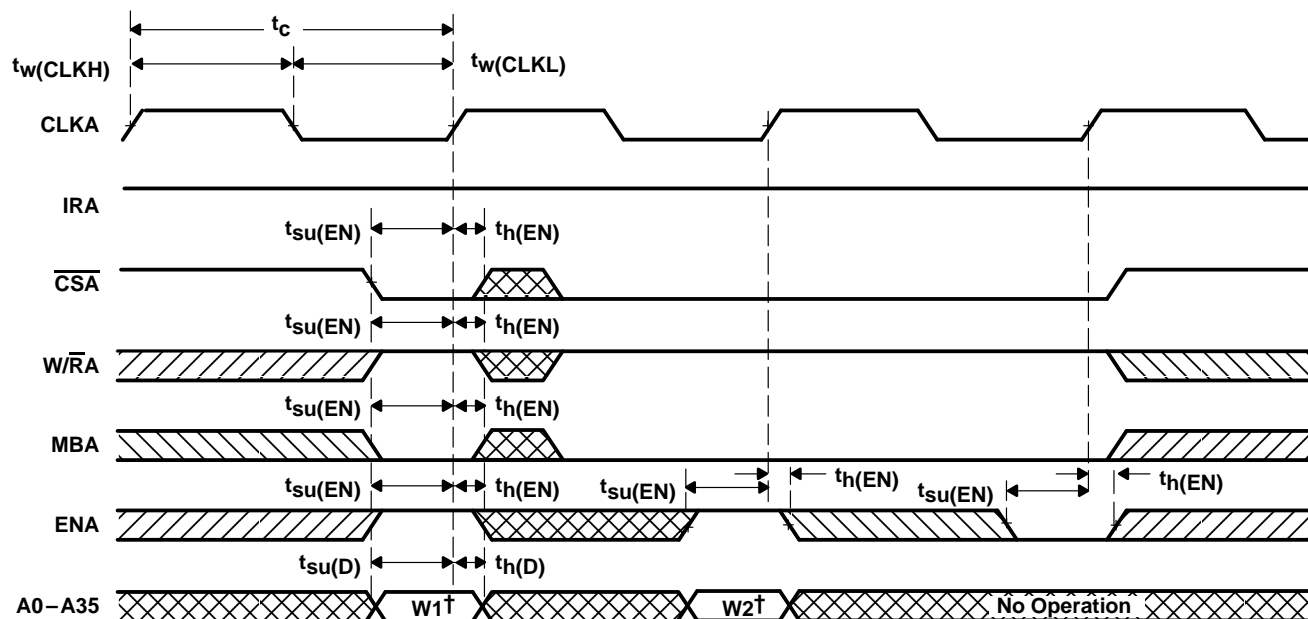 tc
tw(CLKH) tw(CLKL)
CLKA
IRA
tsu(EN) th(EN)
CSA
tsu(EN) th(EN)
W/RA
tsu(EN) th(EN)
MBA
tsu(EN) th(EN) tsu(EN) th(EN) tsu(EN) th(EN)
ENA
tsu(D) th(D)
A0–A35 W1† W2† No Operation